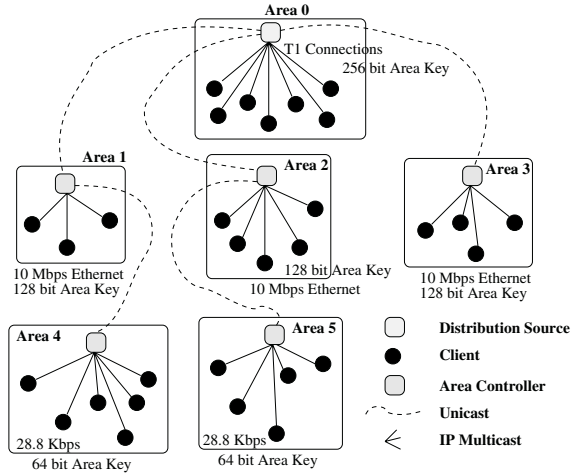 Area 0
T1 Connections
256 bit Area Key
Area 1
10 Mbps Ethernet
128 bit Area Key
Area 2
128 bit Area Key
10 Mbps Ethernet
Area 3
10 Mbps Ethernet
128 bit Area Key
Area 4
28.8 Kbps
64 bit Area Key
Area 5
28.8 Kbps
64 bit Area Key
Distribution Source
Client
Area Controller
Unicast
IP Multicast